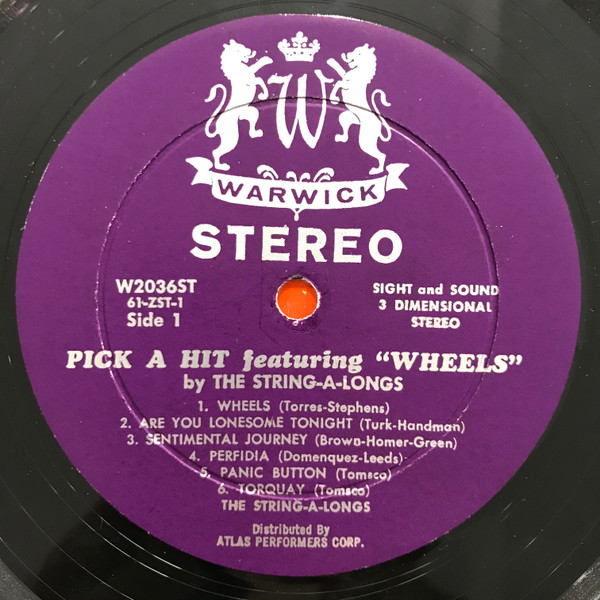 W
WARWICK
STEREO
W2036ST
61-ZST-1
Side 1
SIGHT and SOUND
3 DIMENSIONAL
STEREO
PICK A HIT featuring "WHEELS"
by THE STRING-A-LONGS
1. WHEELS (Torres-Stephens)
2. ARE YOU LONESOME TONIGHT (Turk-Handman)
3. SENTIMENTAL JOURNEY (Brown-Homer-Green)
4. PERFIDIA (Domenquez-Leeds)
5. PANIC BUTTON (Tomsco)
6. TORQUAY (Tomsco)
THE STRING-A-LONGS
Distributed By
ATLAS PERFORMERS CORP.